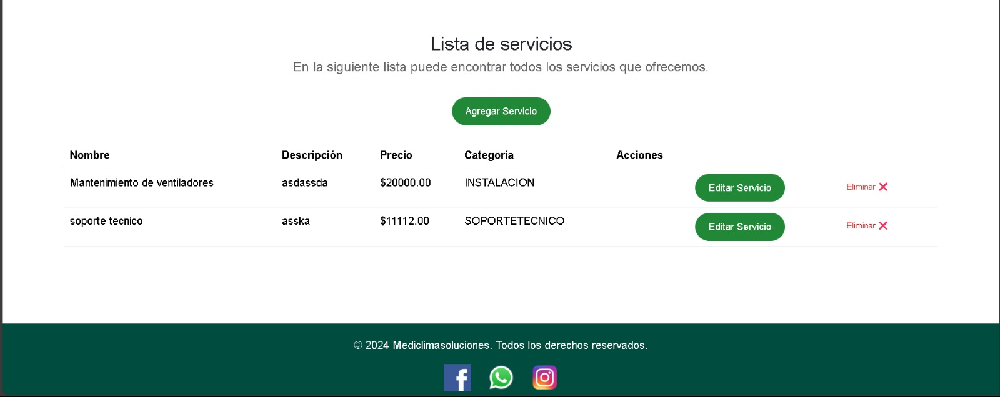 Lista de servicios
En la siguiente lista puede encontrar todos los servicios que ofrecemos.
Agregar Servicio
Nombre Descripción Precio Categoria Acciones
Mantenimiento de ventiladores asdassda $20000.00 INSTALACION Editar Servicio Eliminar ❌
soporte tecnico asska $11112.00 SOPORTETECNICO Editar Servicio Eliminar ❌
© 2024 Mediclimasoluciones. Todos los derechos reservados.